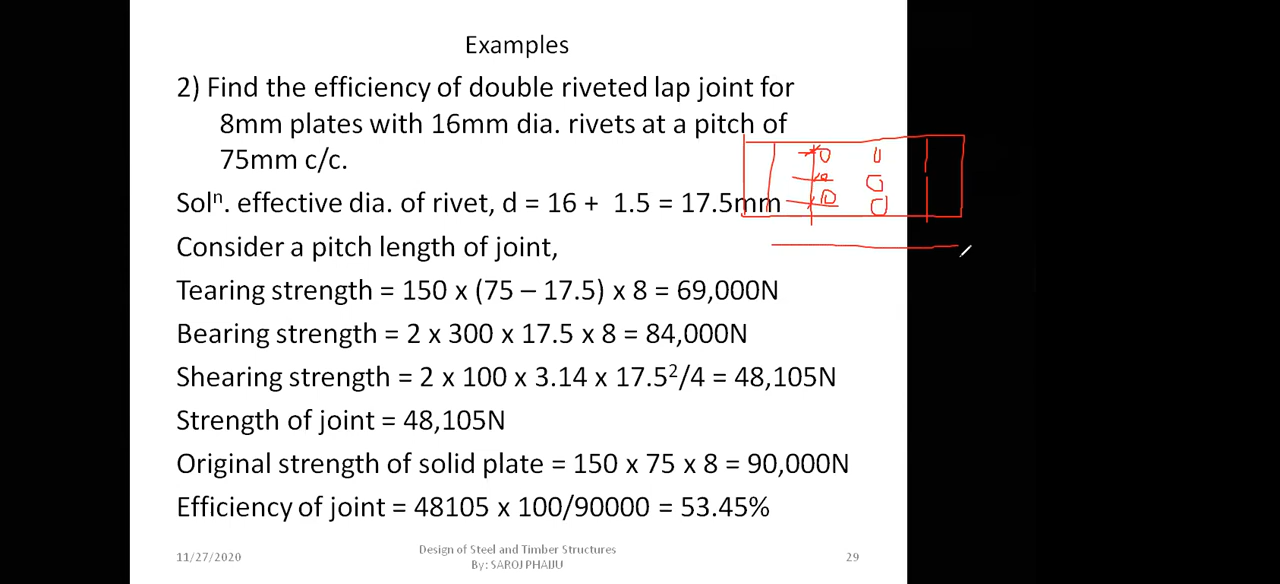 Examples
2) Find the efficiency of double riveted lap joint for
8mm plates with 16mm dia. rivets at a pitch of
75mm c/c.
Solⁿ. effective dia. of rivet, d = 16 + 1.5 = 17.5mm
Consider a pitch length of joint,
Tearing strength = 150 x (75 – 17.5) x 8 = 69,000N
Bearing strength = 2 x 300 x 17.5 x 8 = 84,000N
Shearing strength = 2 x 100 x 3.14 x 17.5²/4 = 48,105N
Strength of joint = 48,105N
Original strength of solid plate = 150 x 75 x 8 = 90,000N
Efficiency of joint = 48105 x 100/90000 = 53.45%
11/27/2020
Design of Steel and Timber Structures
By: SAROJ PHAIJU
29